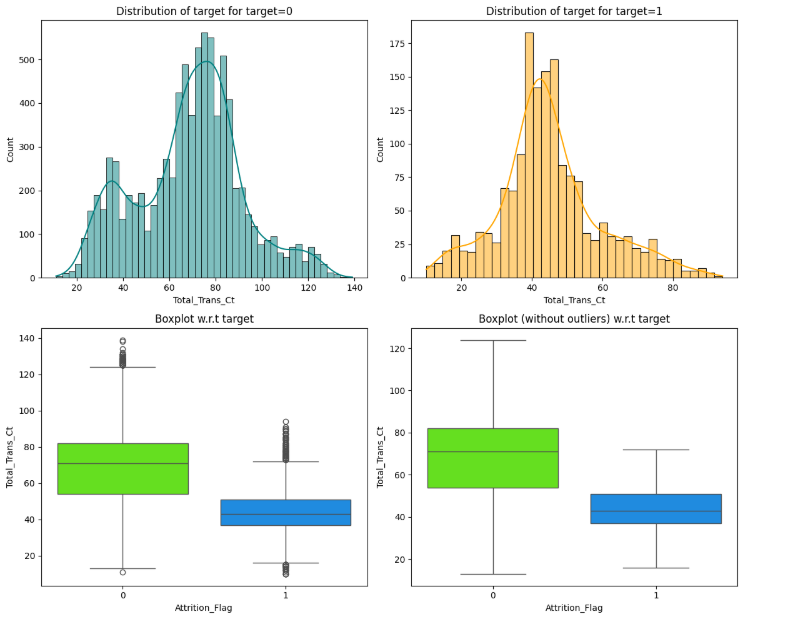 Distribution of target for target=0
Count
500
400
300
200
100
0
20 40 60 80 100 120 140
Total_Trans_Ct
Distribution of target for target=1
Count
175
150
125
100
75
50
25
0
20 40 60 80
Total_Trans_Ct
Boxplot w.r.t target
Total_Trans_Ct
140
120
100
80
60
40
20
0 1
Attrition_Flag
Boxplot (without outliers) w.r.t target
Total_Trans_Ct
120
100
80
60
40
20
0 1
Attrition_Flag